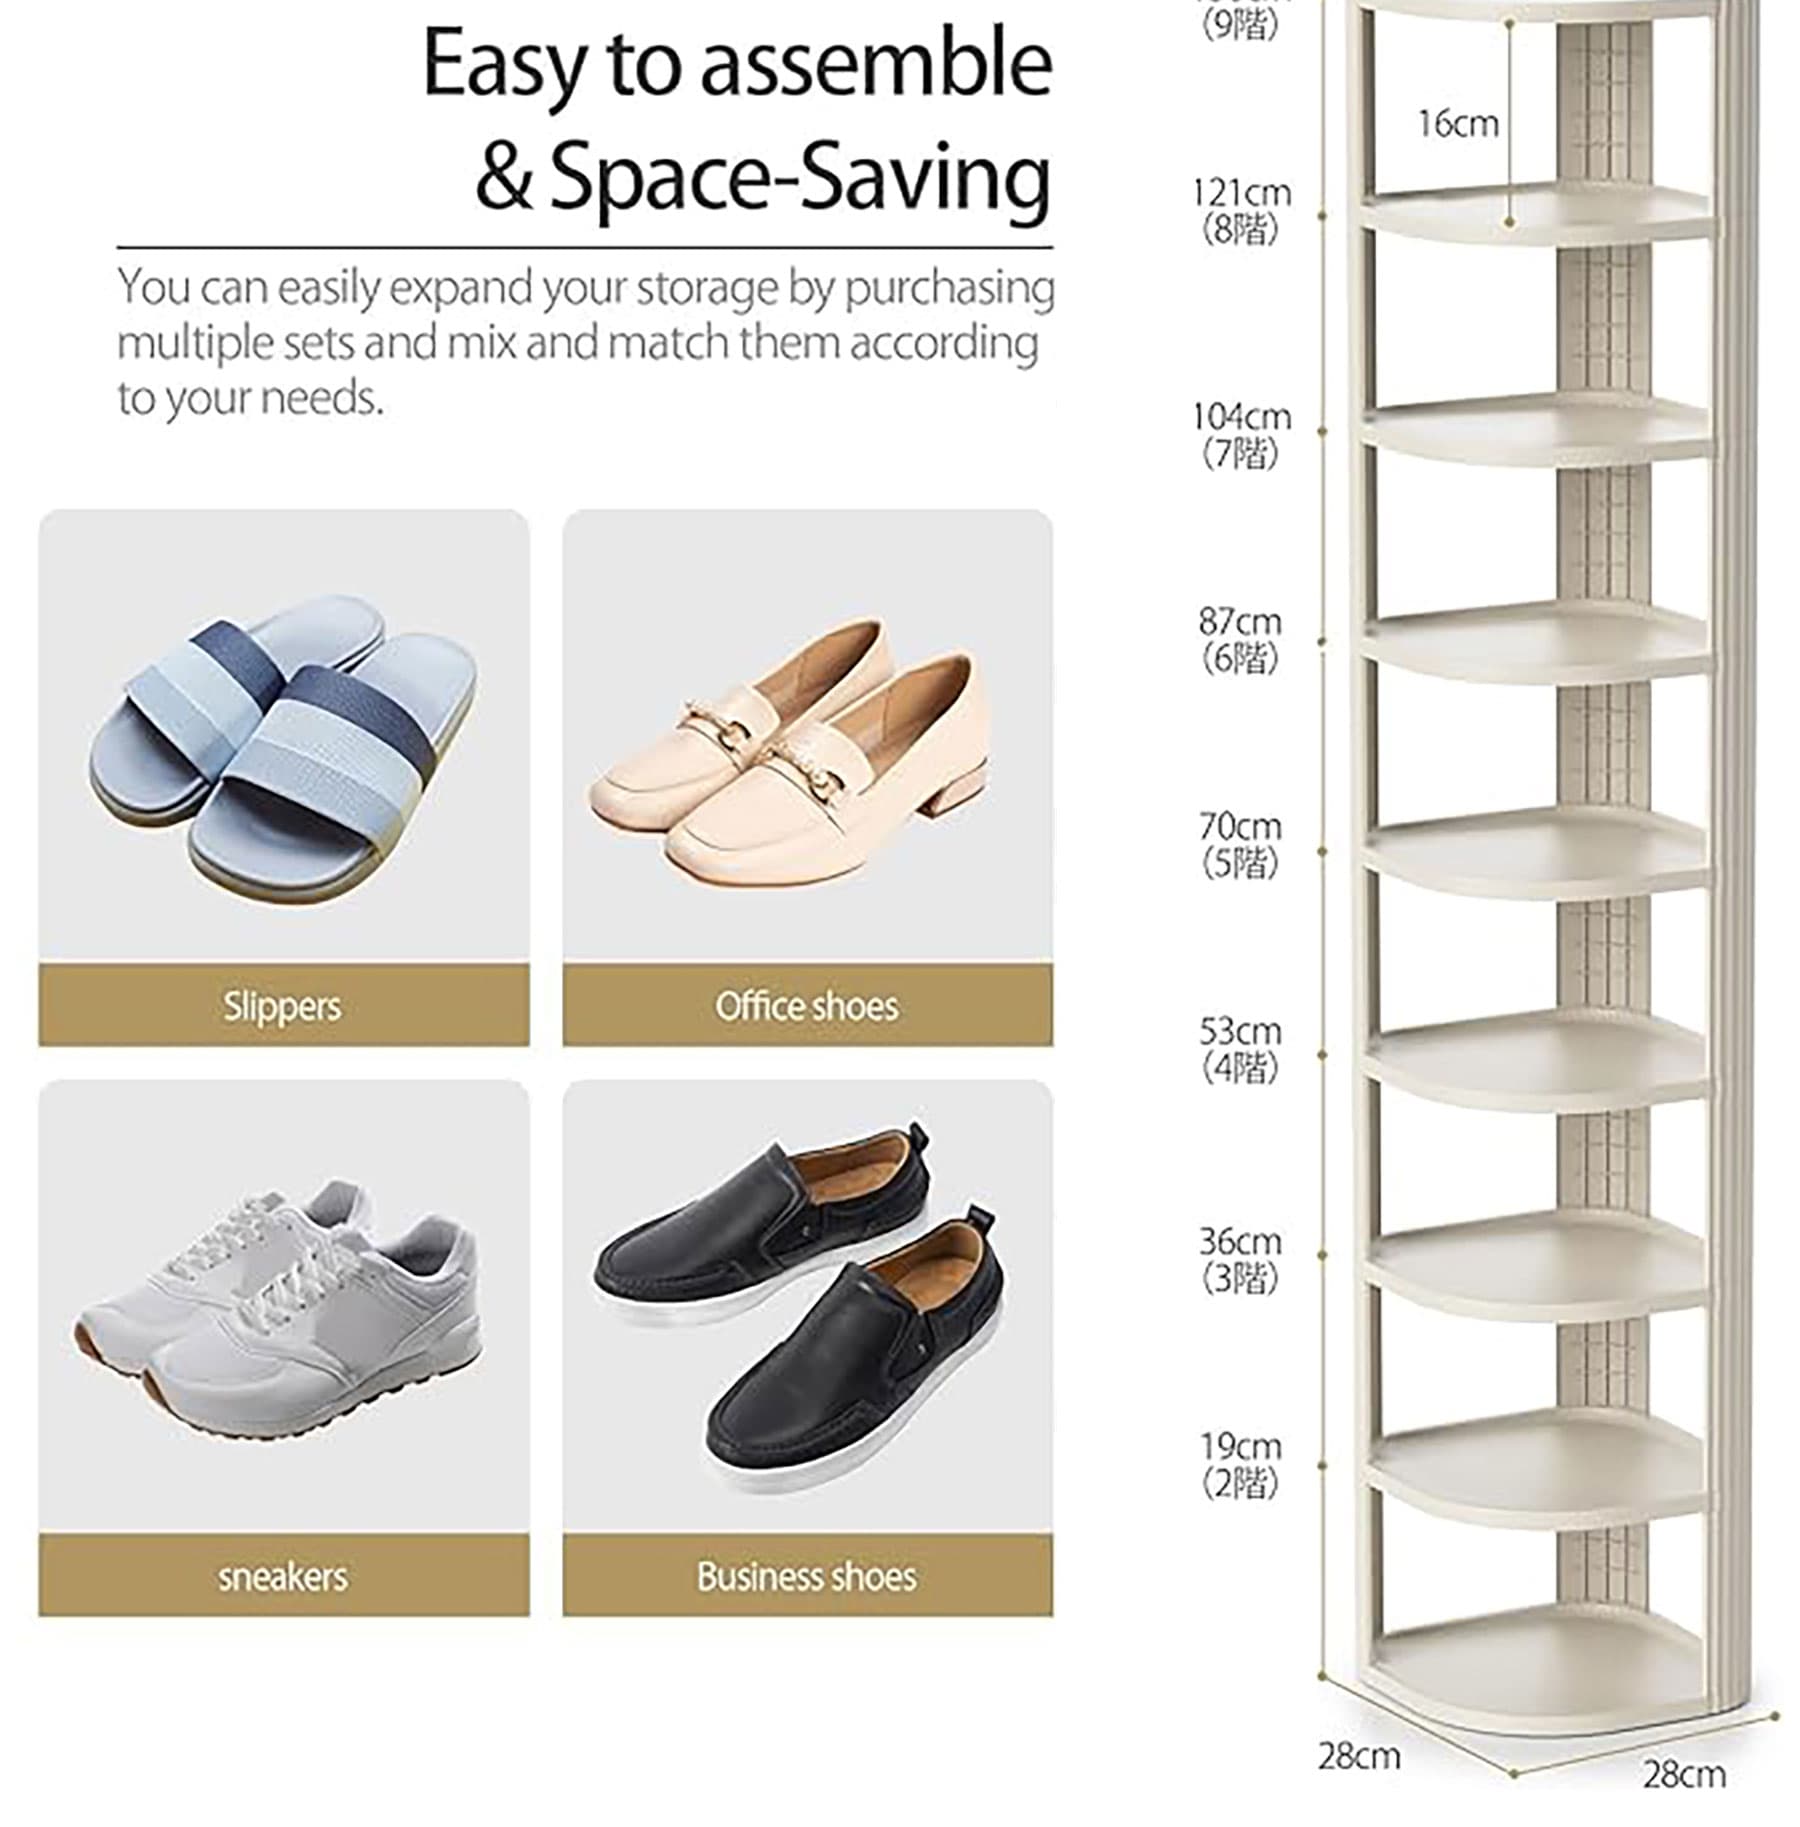 Easy to assemble
& Space-Saving
You can easily expand your storage by purchasing
multiple sets and mix and match them according
to your needs.
Slippers
Office shoes
sneakers
Business shoes
(9階)
16cm
121cm
(8階)
104cm
(7階)
87cm
(6階)
70cm
(5階)
53cm
(4階)
36cm
(3階)
19cm
(2階)
28cm
28cm